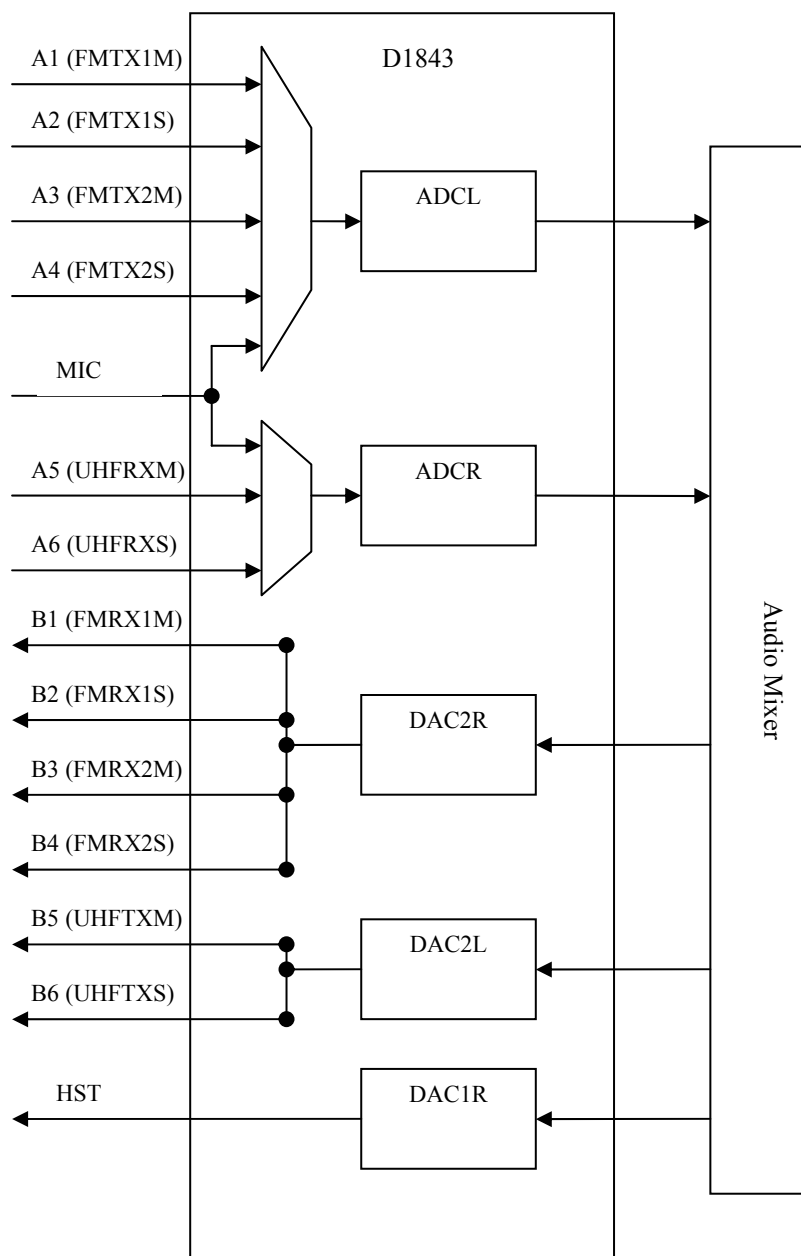 D1843
A1 (FMTX1M)
A2 (FMTX1S)
A3 (FMTX2M)
ADCL
A4 (FMTX2S)
MIC
A5 (UHFRXM)
ADCR
A6 (UHFRXS)
B1 (FMRX1M)
Audio Mixer
B2 (FMRX1S)
DAC2R
B3 (FMRX2M)
B4 (FMRX2S)
B5 (UHFTXM)
DAC2L
B6 (UHFTXS)
HST
DAC1R